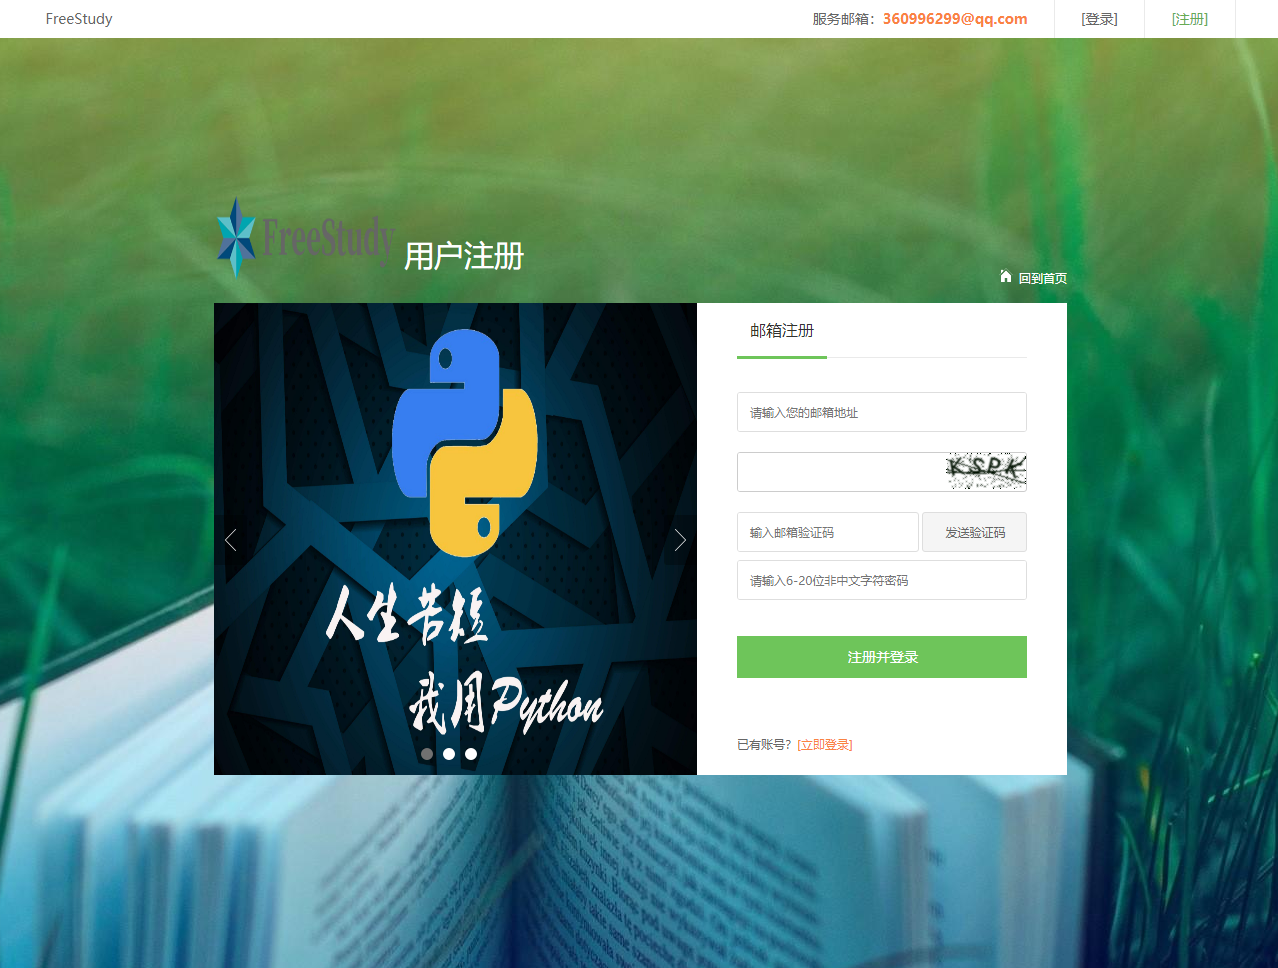 FreeStudy
服务邮箱：360996299@qq.com
[登录]
[注册]
FreeStudy 用户注册
回到首页
邮箱注册
请输入您的邮箱地址
KSPK
输入邮箱验证码
发送验证码
请输入6-20位非中文字符密码
注册并登录
已有账号？[立即登录]
人生苦短
我用Python